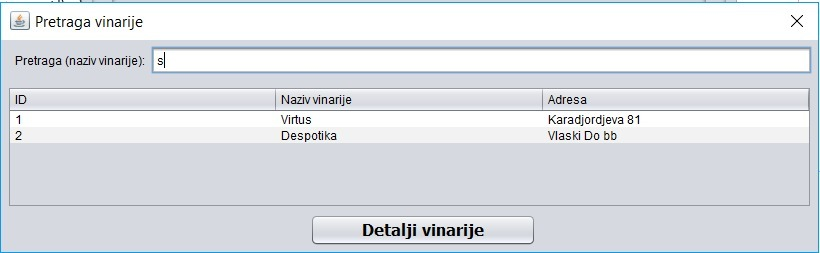 Pretraga vinarije
Pretraga (naziv vinarije): s
ID Naziv vinarije Adresa
1 Virtus Karadjordjeva 81
2 Despotika Vlaski Do bb
Detalji vinarije